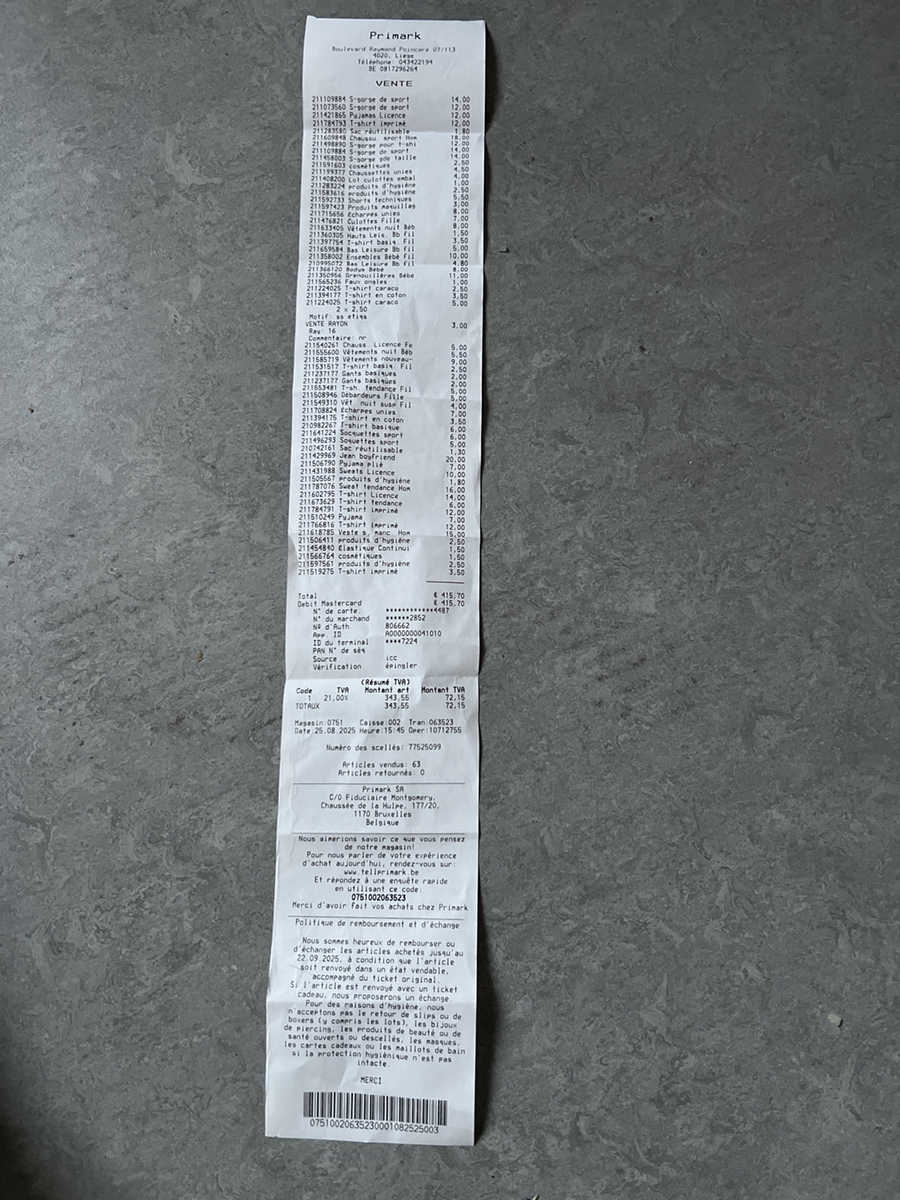 Primark
Boulevard Raymond Poincaré 07/113
4020, Liege
Téléphone: 043422194
BE 0817296264
VENTE
211109884 S-gorge de sport 14,00
211073560 S-gorge de sport 12,00
211421865 Pyjamas Licence 12,00
211784793 T-shirt imprimé 12,00
211283580 Sac réutilisable 1,80
211609848 Chaussu. sport Hom 18,00
211498890 S-gorge pour t-shi 12,00
211109884 S-gorge de sport 14,00
211458003 S-gorge gde taille 14,00
211591603 cosmétiques 2,50
211199377 Chaussettes unies 4,50
211408200 Lot culottes embal 4,00
211283224 produits d'hygiène 1,00
211583616 produits d'hygiène 2,50
211592733 Shorts techniques 5,50
211597423 Produits maquillag 3,00
211715656 Écharpes unies 8,00
211476821 Culottes Fille 7,00
211633405 Vêtements nuit Béb 8,00
211360305 Hauts Leis. Bb fil 1,50
211397754 T-shirt basiq. Fil 3,50
211659584 Bas Leisure Bb fil 5,00
211358002 Ensembles Bébé fil 10,00
210995072 Bas Leisure Bb fil 4,80
211366120 Bodys Bébé 8,00
211350956 Grenouillères Bébé 11,00
211565236 Faux ongles 1,00
211224025 T-shirt caraco 2,50
211394177 T-shirt en coton 3,50
211224025 T-shirt caraco 5,00
2 x 2,50
Motif: ss etiqs
VENTE RAYON 3,00
Ray: 16
Commentaire: nr
211540261 Chauss. Licence Fe 5,00
211555600 Vêtements nuit Béb 5,50
211585719 Vêtements nouveau- 9,00
211531517 T-shirt basiq. Fil 2,50
211237177 Gants basiques 2,00
211237177 Gants basiques 2,00
211553481 T-sh. tendance Fil 5,00
211508946 Débardeurs Fille 5,00
211549310 Vêt. nuit susp Fil 4,00
211708824 Écharpes unies 7,00
211394175 T-shirt en coton 3,50
210982267 T-shirt basique 6,00
211641224 Socquettes sport 6,00
211496293 Soquettes sport 5,00
210742161 Sac réutilisable 1,30
211429969 Jean boyfriend 20,00
211506790 Pyjama plié 7,00
211431988 Sweats Licence 10,00
211505567 produits d'hygiène 1,80
211787076 Sweat tendance Hom 16,00
211602795 T-shirt Licence 14,00
211673629 T-shirt tendance 6,00
211784791 T-shirt imprimé 12,00
211510249 Pyjama 7,00
211766816 T-shirt imprimé 12,00
211618785 Veste s. manc. Hom 15,00
211506411 produits d'hygiène 2,50
211454840 Élastique Continui 1,50
211566764 cosmétiques 1,50
211597561 produits d'hygiène 2,50
211519275 T-shirt imprimé 3,50
Total € 415,70
Debit Mastercard € 415,70
N° de carte. ************4487
N° du marchand ******2852
Nº d'Auth 806662
App. ID A0000000041010
ID du terminal ****7224
PAN N° de séq
Source icc
Vérification épingler
(Résumé TVA)
Code TVA Montant art Montant TVA
1 21.00% 343,55 72,15
TOTAUX 343,55 72,15
Magasin:0751 Caisse:002 Tran:063523
Date:25.08.2025 Heure:15:45 Oper:10712755
Numéro des scellés: 77525099
Articles vendus: 63
Articles retournés: 0
Primark SA
C/O Fiduciaire Montgomery,
Chaussée de la Hulpe, 177/20,
1170 Bruxelles
Belgique
Nous aimerions savoir ce que vous pensez
de notre magasin!
Pour nous parler de votre expérience
d'achat aujourd'hui, rendez-vous sur:
www.tellprimark.be
Et répondez à une enquête rapide
en utilisant ce code:
0751002063523
Merci d'avoir fait vos achats chez Primark
Politique de remboursement et d'échange
Nous sommes heureux de rembourser ou
d'échanger les articles achetés jusqu'au
22.09.2025, à condition que l'article
soit renvoyé dans un état vendable,
accompagné du ticket original.
Si l'article est renvoyé avec un ticket
cadeau, nous proposerons un échange.
Pour des raisons d'hygiène, nous
n'acceptons pas le retour de slips ou de
boxers (y compris les lots), les bijoux
de piercing, les produits de beauté ou de
santé ouverts ou descellés, les masques,
les cartes cadeaux ou les maillots de bain
si la protection hygiénique n'est pas
intacte.
MERCI
07510020635230001082525003